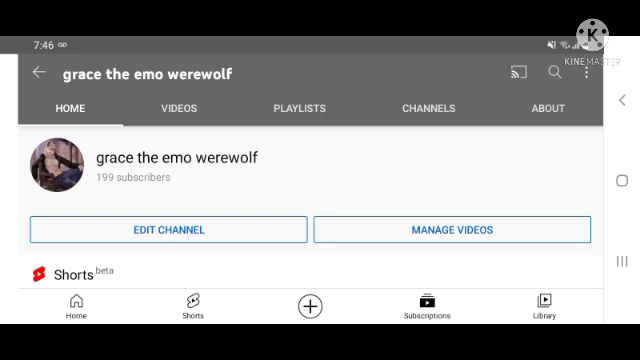 7:46
KINEMASTER
grace the emo werewolf
HOME VIDEOS PLAYLISTS CHANNELS ABOUT
grace the emo werewolf
199 subscribers
EDIT CHANNEL MANAGE VIDEOS
Shorts beta
Home Shorts Subscriptions Library